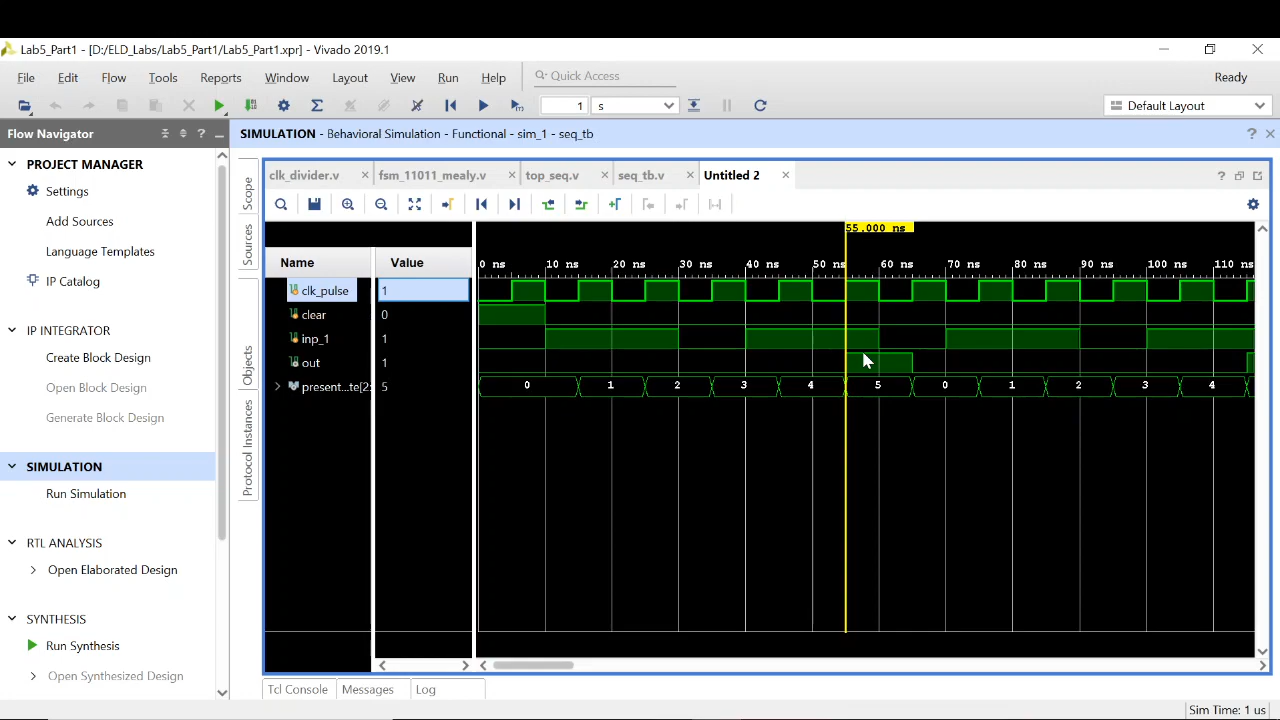 Lab5_Part1 - [D:/ELD_Labs/Lab5_Part1/Lab5_Part1.xpr] - Vivado 2019.1
File Edit Flow Tools Reports Window Layout View Run Help Quick Access Ready
1 s Default Layout
Flow Navigator
SIMULATION - Behavioral Simulation - Functional - sim_1 - seq_tb
PROJECT MANAGER
Settings
Add Sources
Language Templates
IP Catalog
IP INTEGRATOR
Create Block Design
Open Block Design
Generate Block Design
SIMULATION
Run Simulation
RTL ANALYSIS
Open Elaborated Design
SYNTHESIS
Run Synthesis
Open Synthesized Design
Scope
Sources
Objects
Protocol Instances
clk_divider.v fsm_11011_mealy.v top_seq.v seq_tb.v Untitled 2
55.000 ns
Name Value
0 ns 10 ns 20 ns 30 ns 40 ns 50 ns 60 ns 70 ns 80 ns 90 ns 100 ns 110 ns
clk_pulse 1
clear 0
inp_1 1
out 1
present...te[2: 5 0 1 2 3 4 5 0 1 2 3 4
Tcl Console Messages Log
Sim Time: 1 us